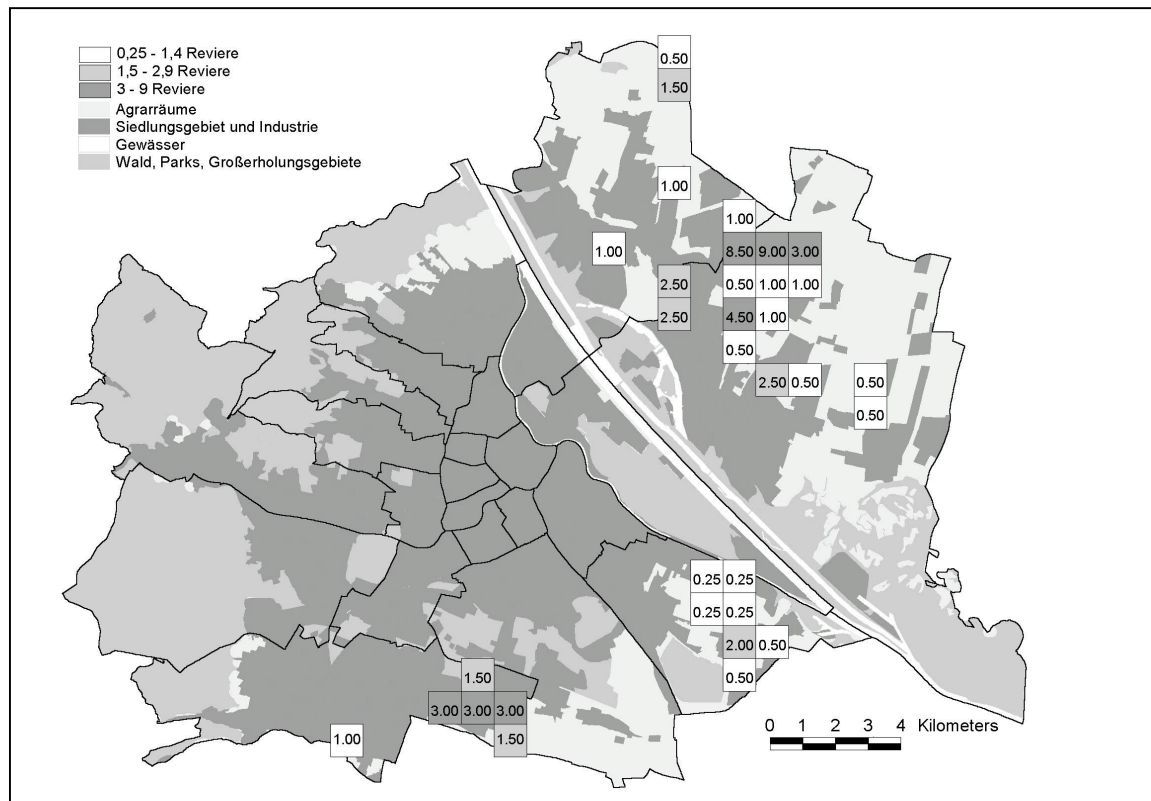 0,25 - 1,4 Reviere
1,5 - 2,9 Reviere
3 - 9 Reviere
Agrarräume
Siedlungsgebiet und Industrie
Gewässer
Wald, Parks, Großerholungsgebiete
0.50
1.50
1.00
1.00
1.00
8.50 9.00 3.00
2.50
0.50 1.00 1.00
2.50
4.50 1.00
0.50
2.50 0.50
0.50
0.50
0.25 0.25
0.25 0.25
2.00 0.50
0.50
1.50
3.00 3.00 3.00
1.00
1.50
0 1 2 3 4 Kilometers